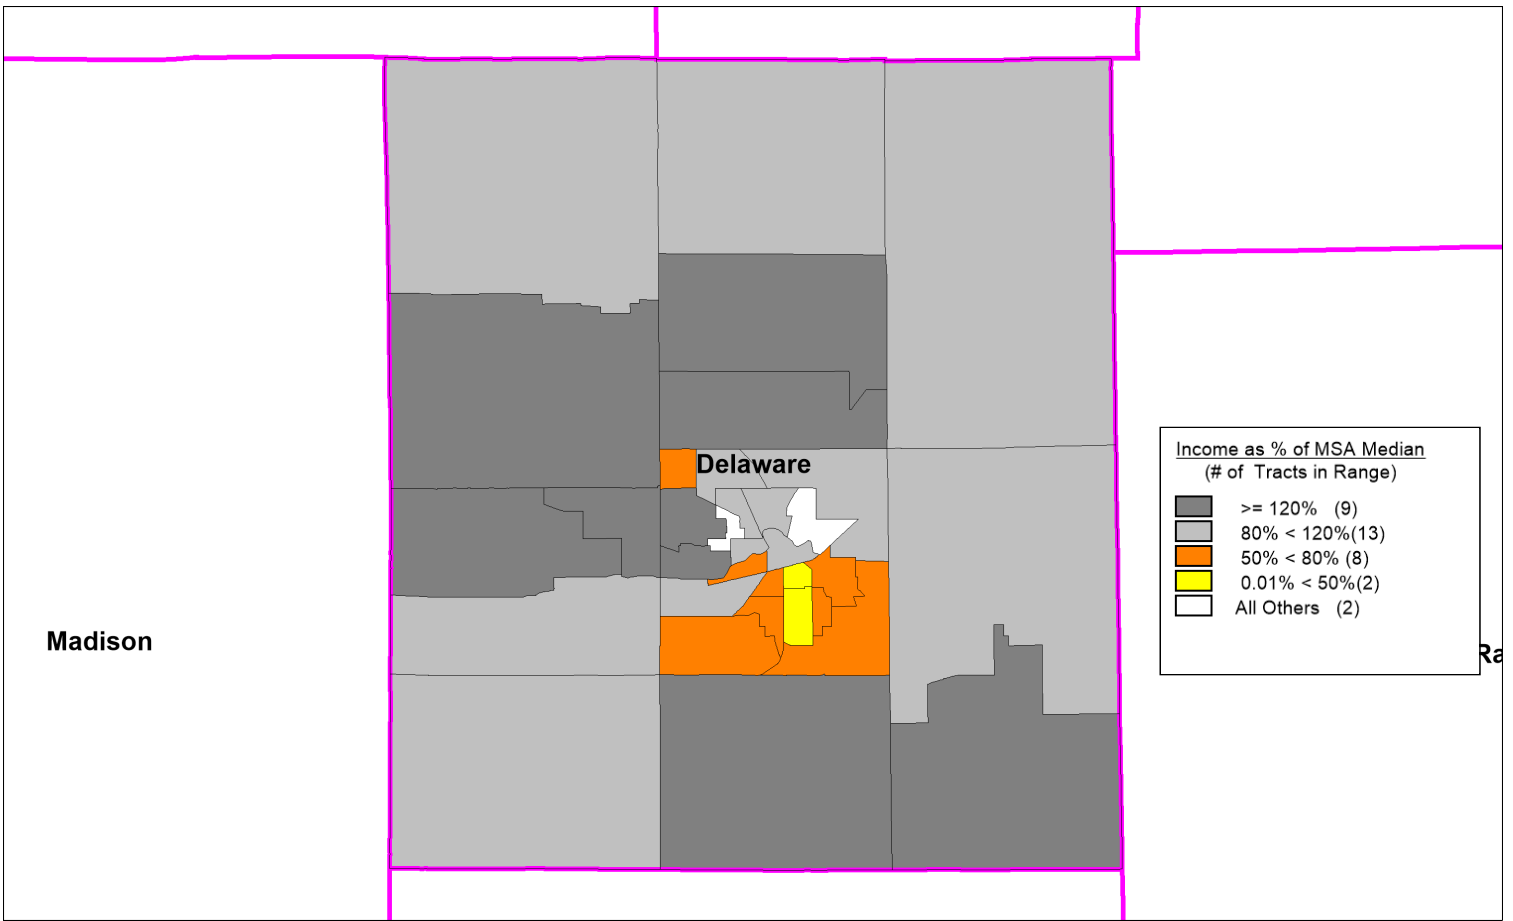 Delaware
Income as % of MSA Median
(# of Tracts in Range)
>= 120% (9)
80% < 120%(13)
50% < 80% (8)
0.01% < 50%(2)
All Others (2)
Madison
Ra